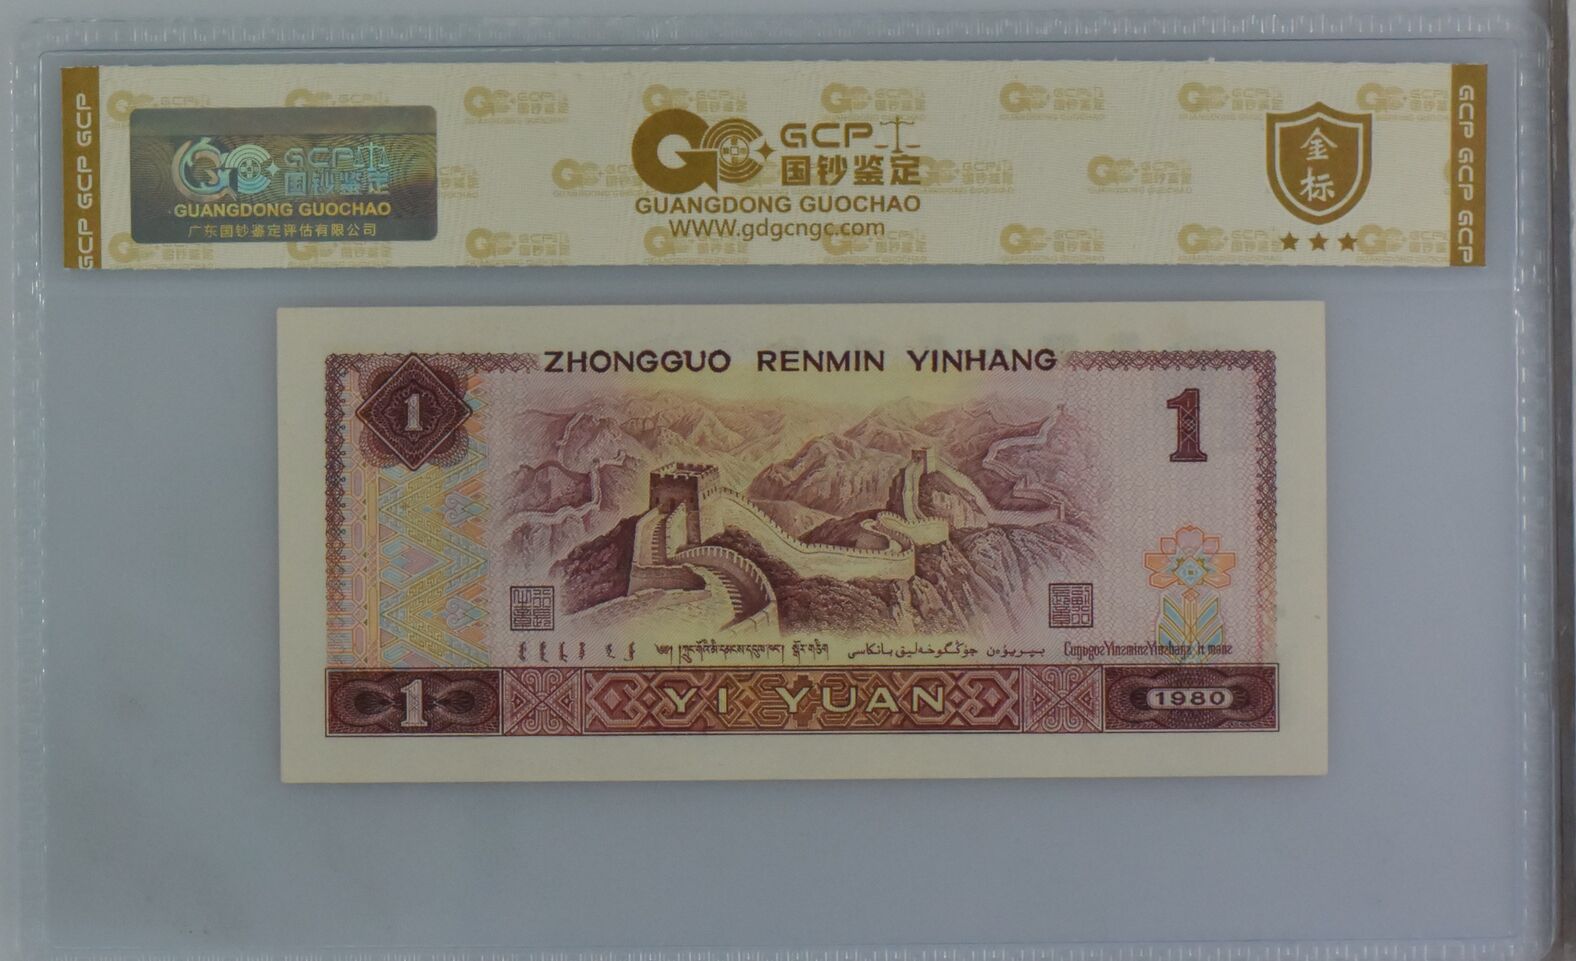 GCP GCP GCP
GCP
国钞鉴定
GUANGDONG GUOCHAO
广东国钞鉴定评估有限公司
GCP
国钞鉴定
GUANGDONG GUOCHAO
WWW.gdgcngc.com
金标
GCP GCP GCP
ZHONGGUO RENMIN YINHANG
1
1
1
YI YUAN
1980